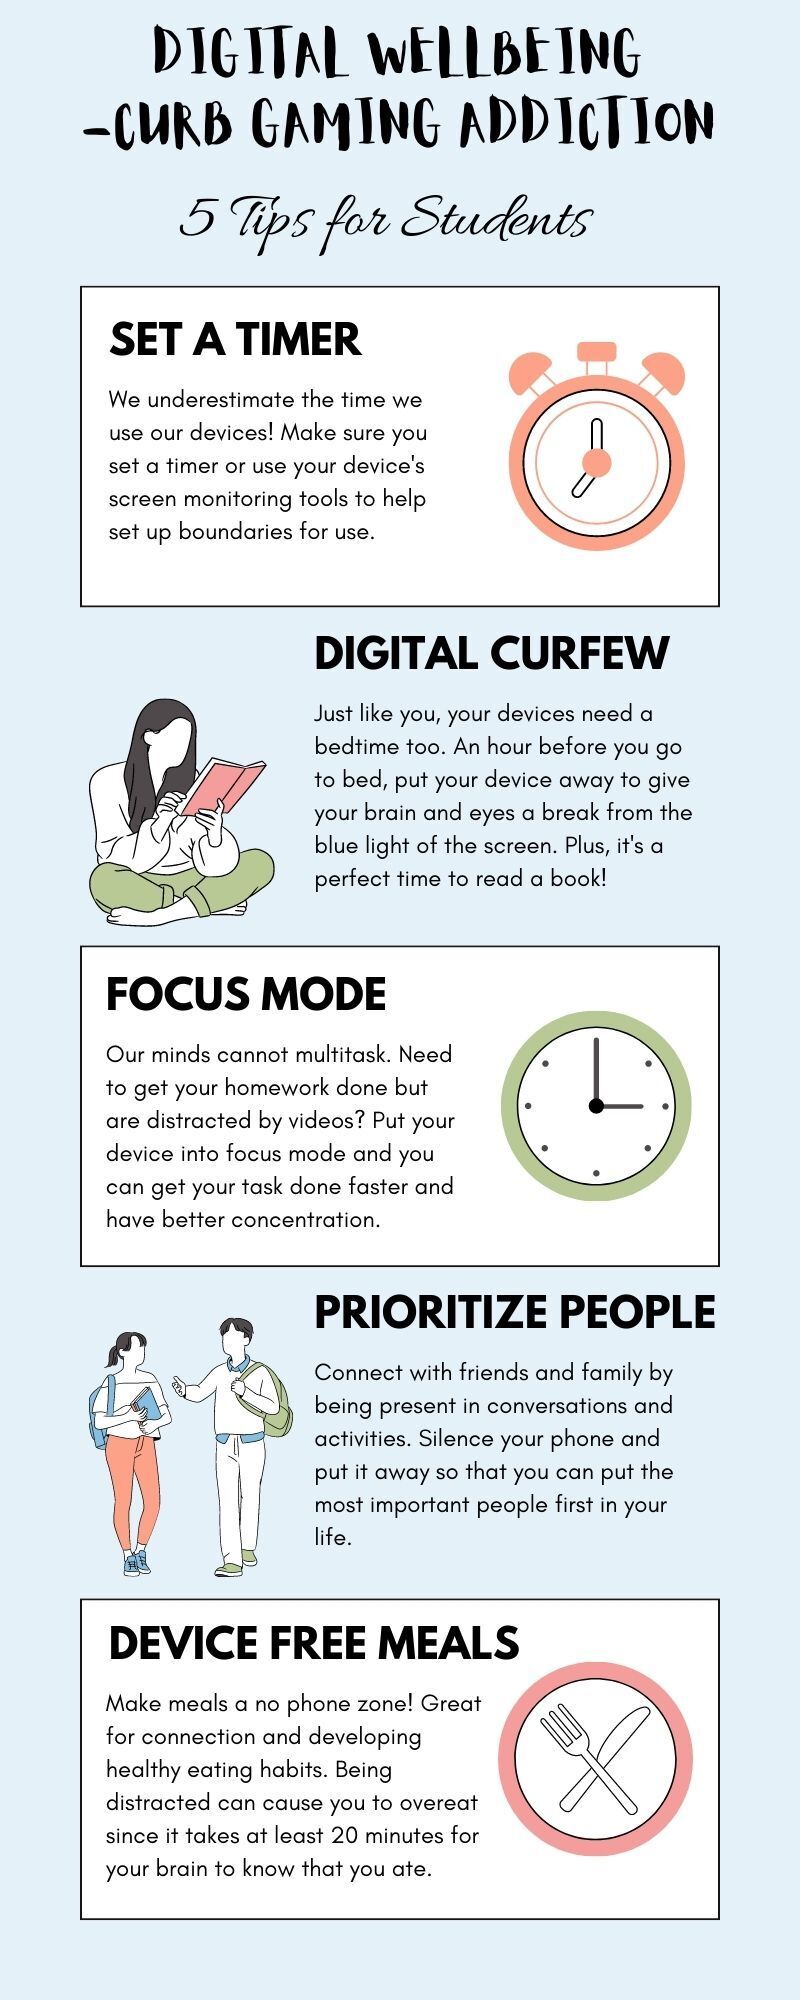 DIGITAL WELLBEING
-CURB GAMING ADDICTION
5 Tips for Students
SET A TIMER
We underestimate the time we
use our devices! Make sure you
set a timer or use your device's
screen monitoring tools to help
set up boundaries for use.
DIGITAL CURFEW
Just like you, your devices need a
bedtime too. An hour before you go
to bed, put your device away to give
your brain and eyes a break from the
blue light of the screen. Plus, it's a
perfect time to read a book!
FOCUS MODE
Our minds cannot multitask. Need
to get your homework done but
are distracted by videos? Put your
device into focus mode and you
can get your task done faster and
have better concentration.
PRIORITIZE PEOPLE
Connect with friends and family by
being present in conversations and
activities. Silence your phone and
put it away so that you can put the
most important people first in your
life.
DEVICE FREE MEALS
Make meals a no phone zone! Great
for connection and developing
healthy eating habits. Being
distracted can cause you to overeat
since it takes at least 20 minutes for
your brain to know that you ate.